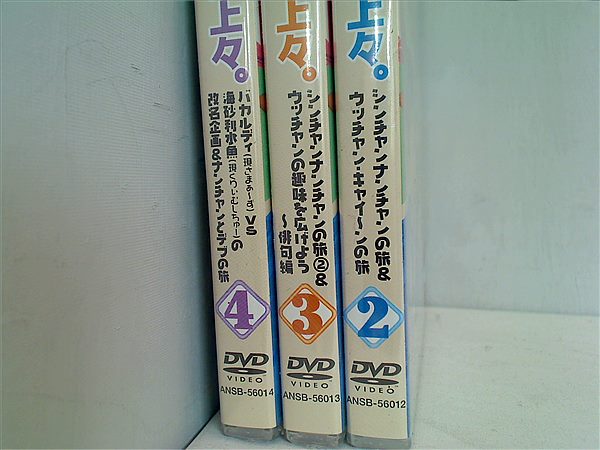 上々。
バカルディ(現さまぁ～ず)VS
海砂利水魚(現くりぃむしちゅー)の
改名企画&ナンチャンとデブの旅
4
DVD
VIDEO
ANSB-56014
上々。
シンチャンナンチャンの旅②&
ウッチャンの趣味を広げよう
～俳句編
3
DVD
VIDEO
ANSB-56013
上々。
シンチャンナンチャンの旅&
ウッチャン・キャイ～ンの旅
2
DVD
VIDEO
ANSB-56012